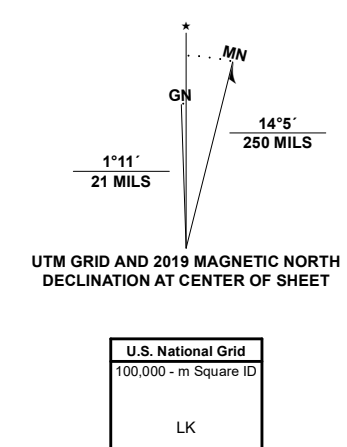 ★
MN
GN
14°5´
250 MILS
1°11´
21 MILS
UTM GRID AND 2019 MAGNETIC NORTH
DECLINATION AT CENTER OF SHEET
U.S. National Grid
100,000 - m Square ID
LK